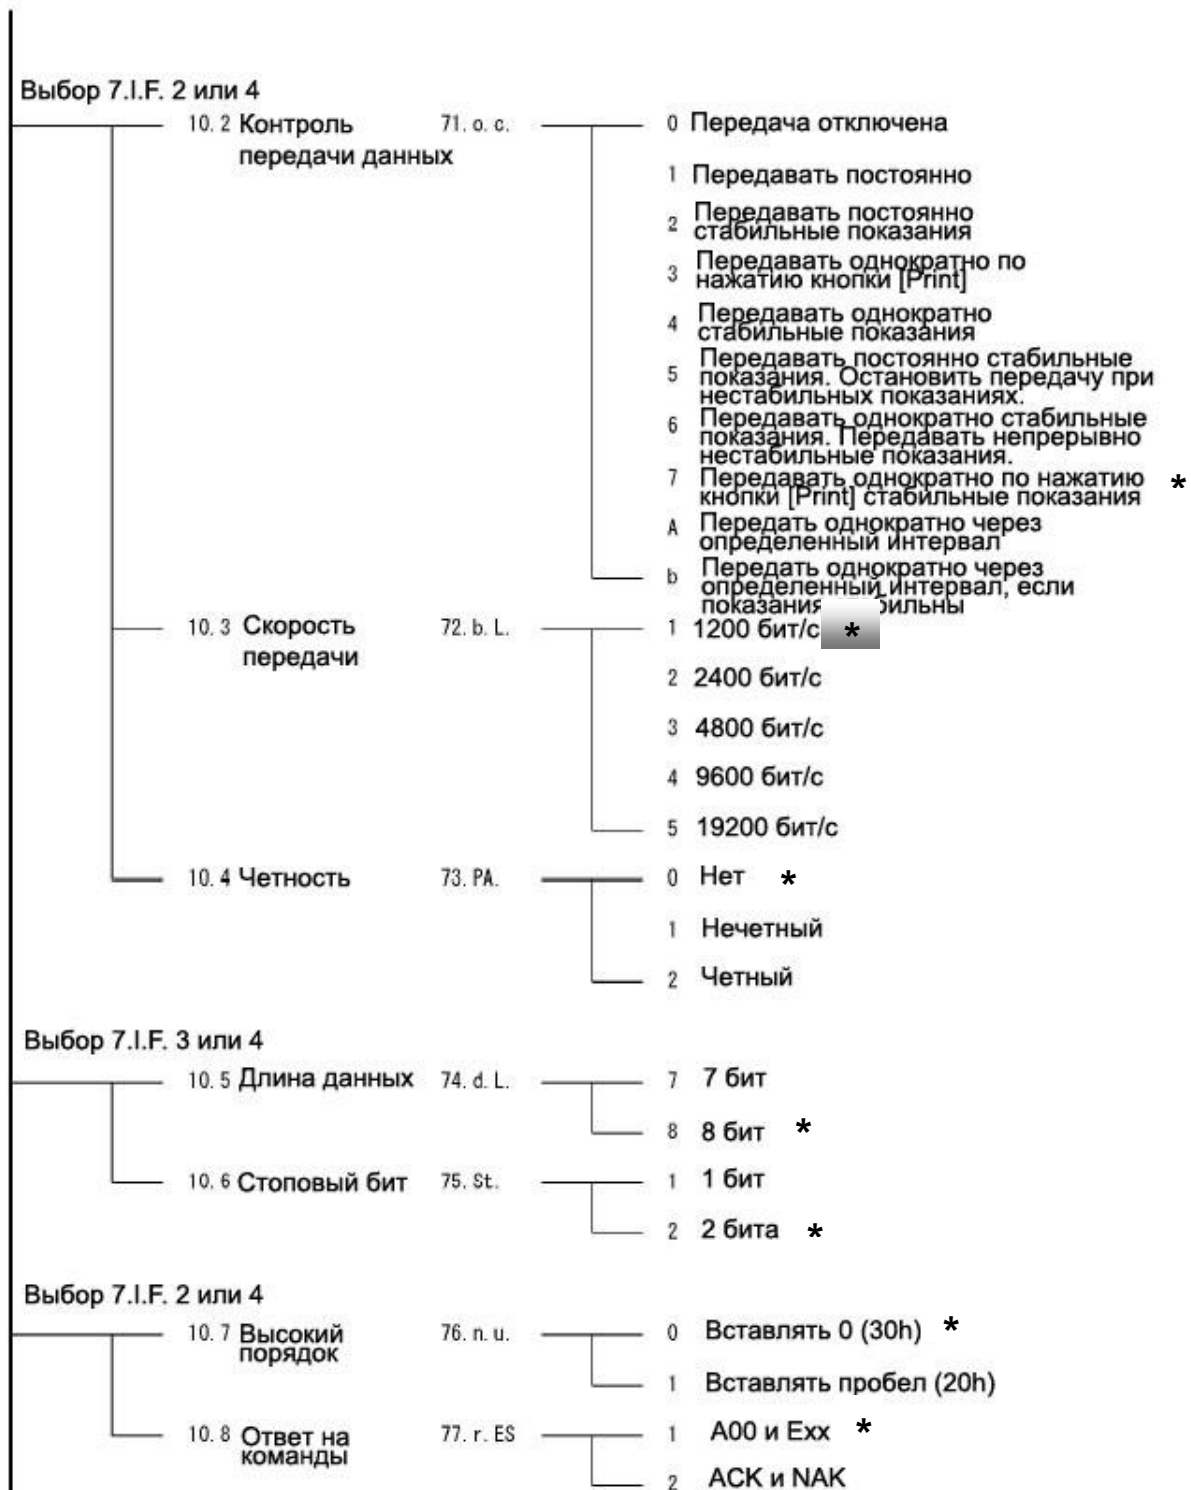 Выбор 7.I.F. 2 или 4
10. 2 Контроль передачи данных 71. o. c. 0 Передача отключена
1 Передавать постоянно
2 Передавать постоянно
стабильные показания
3 Передавать однократно по
нажатию кнопки [Print]
4 Передавать однократно
стабильные показания
5 Передавать постоянно стабильные
показания. Остановить передачу при
нестабильных показаниях.
6 Передавать однократно стабильные
показания. Передавать непрерывно
нестабильные показания.
7 Передавать однократно по нажатию *
кнопки [Print] стабильные показания
A Передать однократно через
определенный интервал
b Передать однократно через
определенный интервал, если
показания бильны
10. 3 Скорость передачи 72. b. L. 1 1200 бит/с *
2 2400 бит/с
3 4800 бит/с
4 9600 бит/с
5 19200 бит/с
10. 4 Четность 73. PA. 0 Нет *
1 Нечетный
2 Четный
Выбор 7.I.F. 3 или 4
10. 5 Длина данных 74. d. L. 7 7 бит
8 8 бит *
10. 6 Стоповый бит 75. St. 1 1 бит
2 2 бита *
Выбор 7.I.F. 2 или 4
10. 7 Высокий порядок 76. n. u. 0 Вставлять 0 (30h) *
1 Вставлять пробел (20h)
10. 8 Ответ на команды 77. r. ES 1 A00 и Exx *
2 ACK и NAK